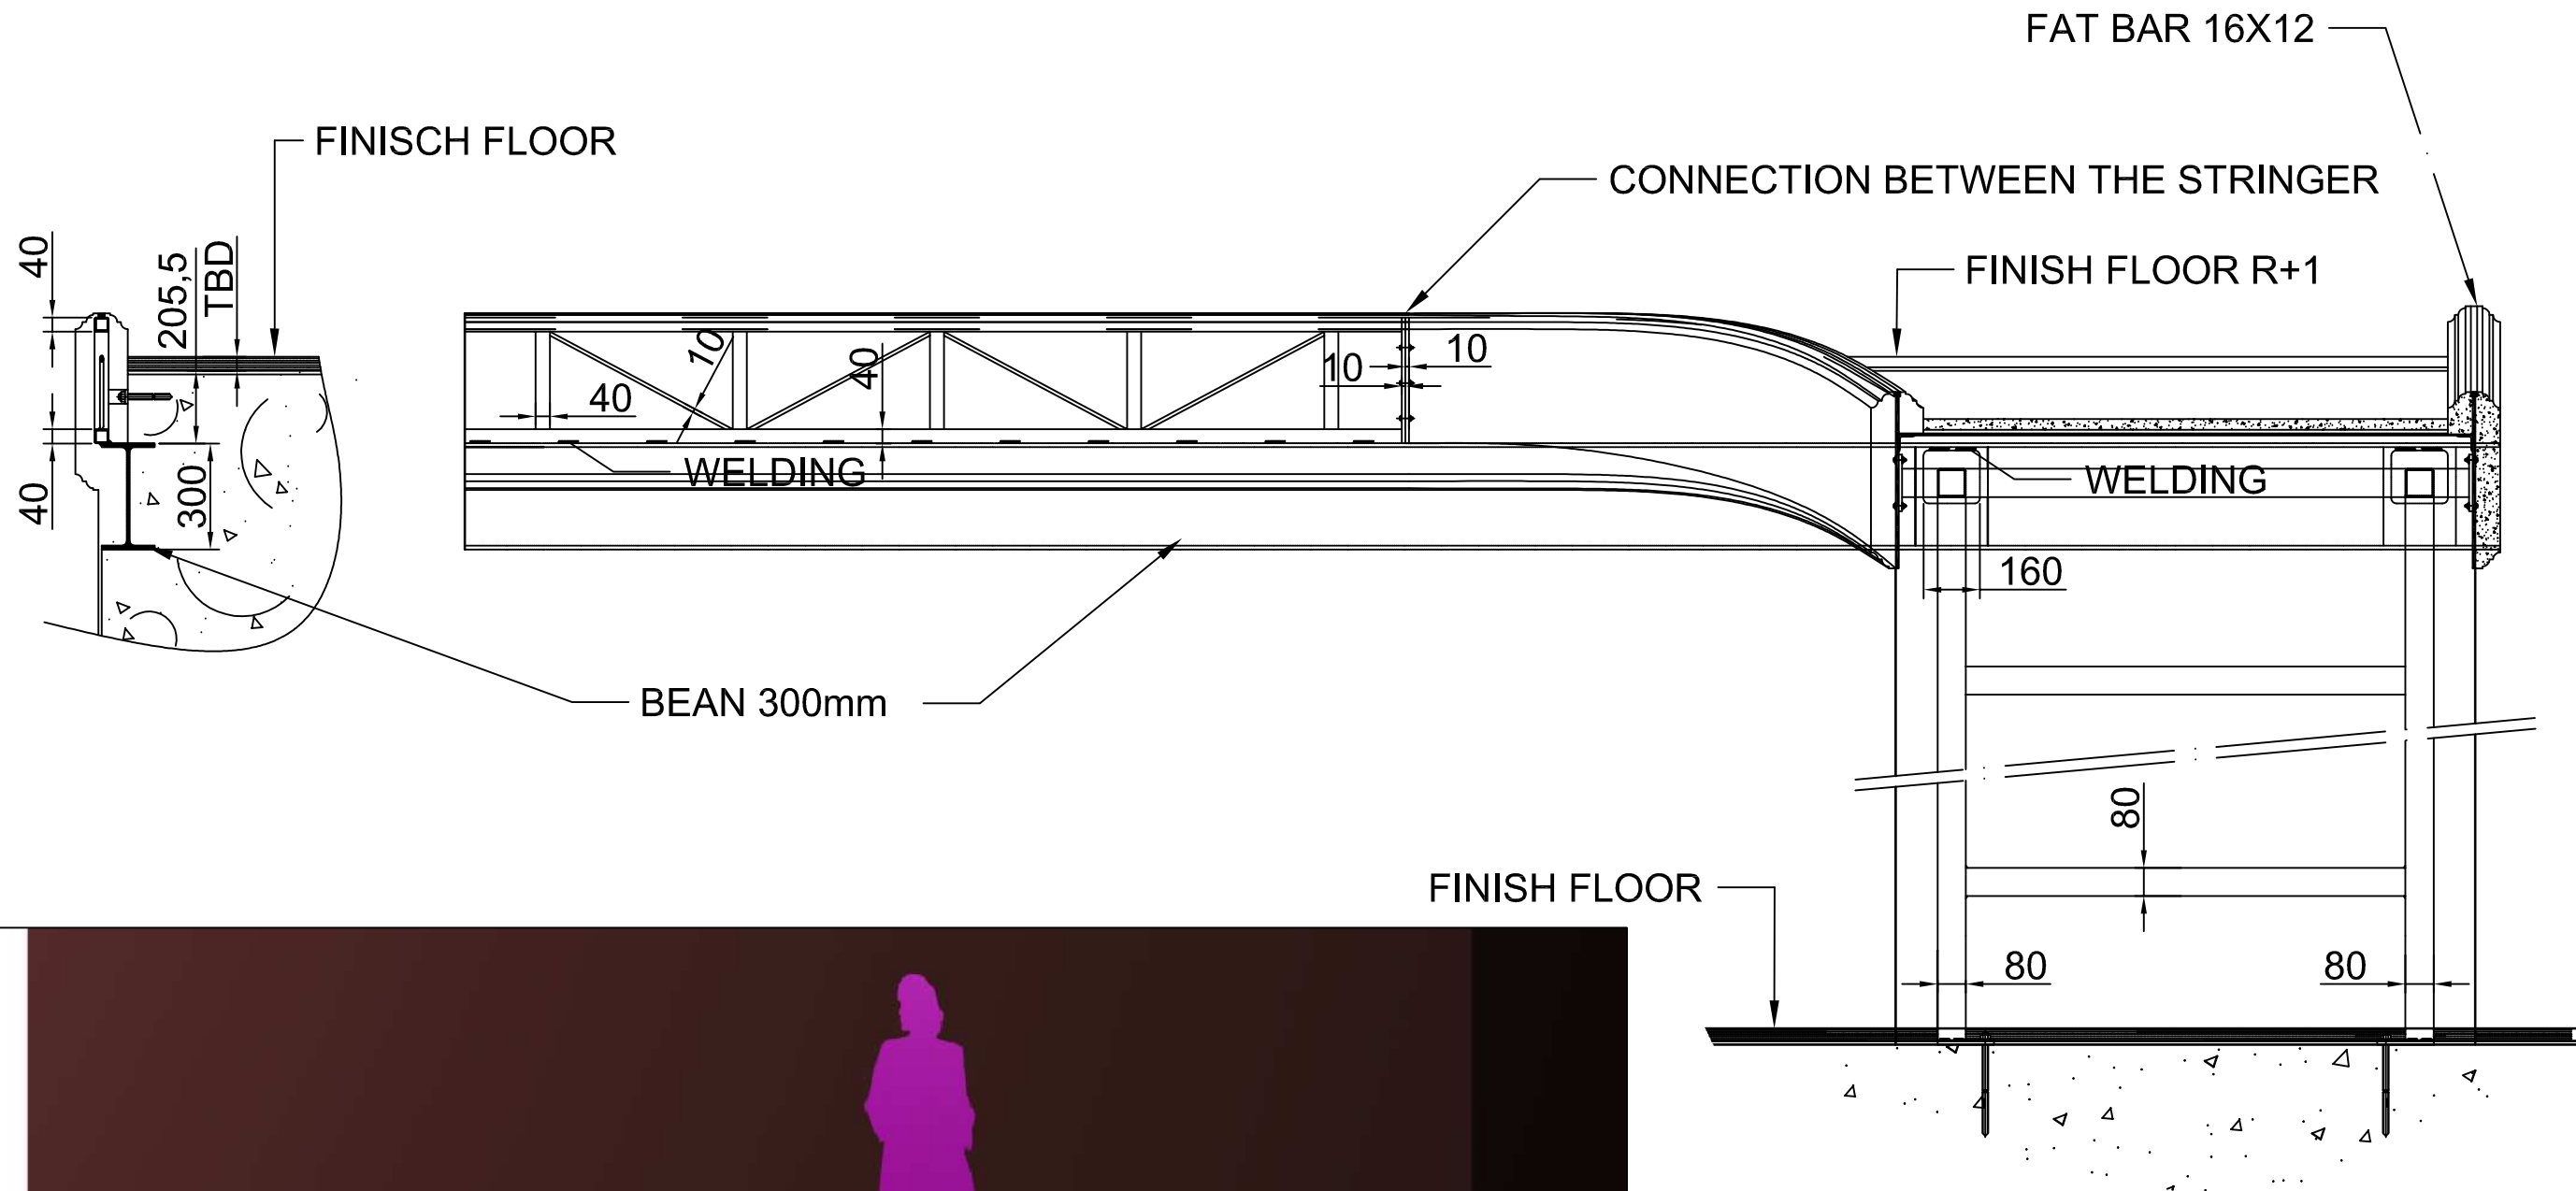 FAT BAR 16X12
FINISCH FLOOR
CONNECTION BETWEEN THE STRINGER
40
205,5
TBD
FINISH FLOOR R+1
10
40
10
10
40
WELDING
WELDING
40
300
160
BEAN 300mm
80
FINISH FLOOR
80
80